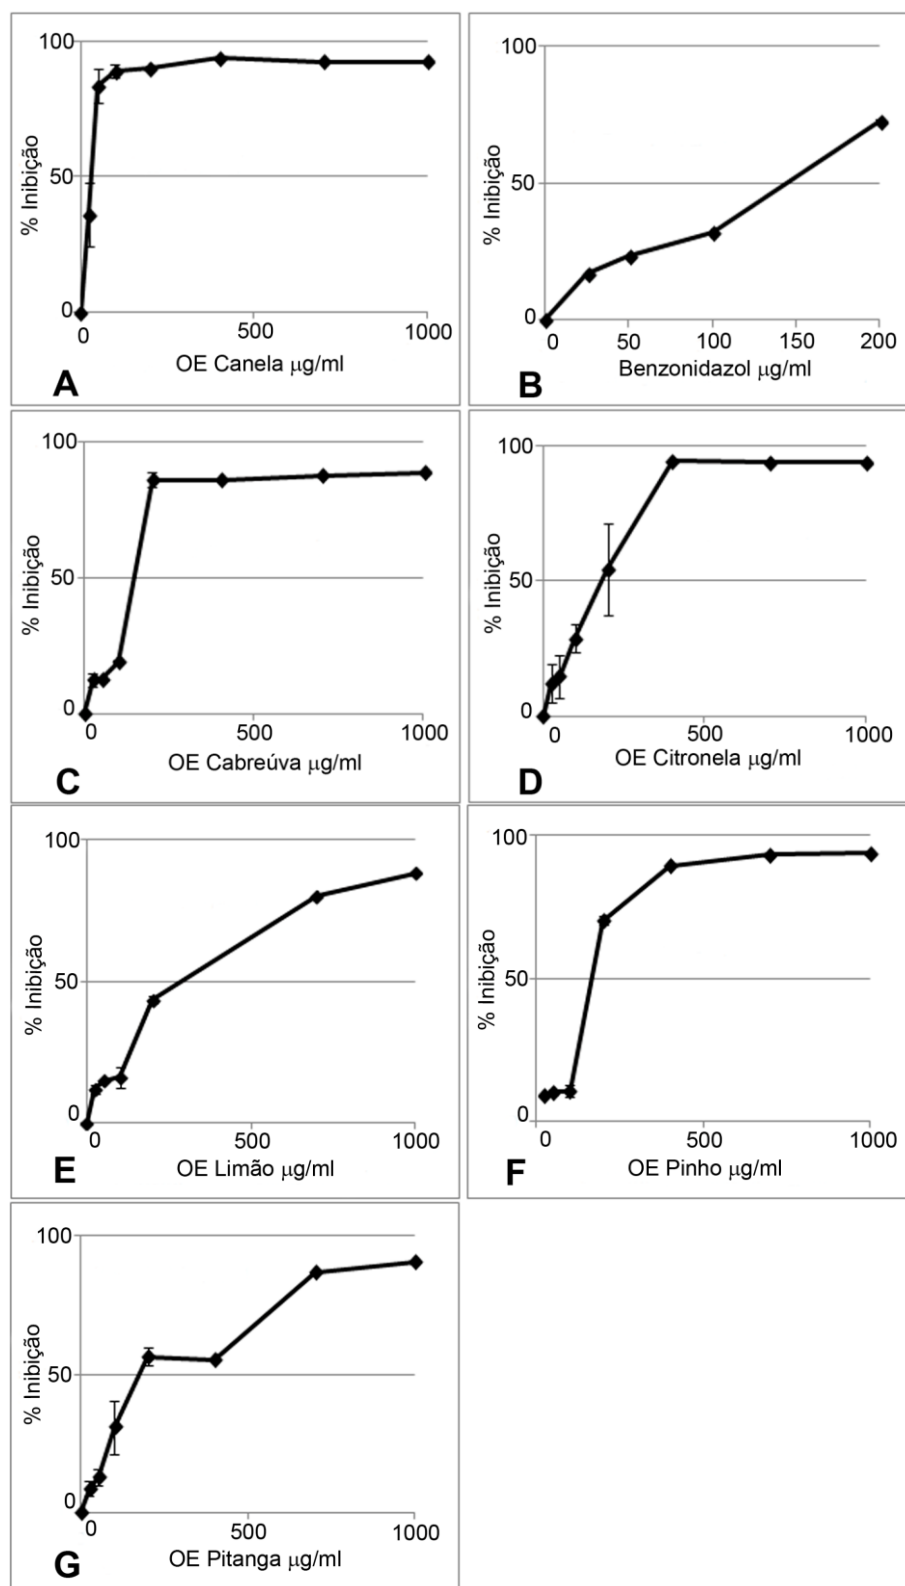 100
% Inibição
50
0
0 500 1000
OE Canela µg/ml
A
100
% Inibição
50
0
0 50 100 150 200
Benzonidazol µg/ml
B
100
% Inibição
50
0
0 500 1000
OE Cabreúva µg/ml
C
100
% Inibição
50
0
0 500 1000
OE Citronela µg/ml
D
100
% Inibição
50
0
0 500 1000
OE Limão µg/ml
E
100
% Inibição
50
0
0 500 1000
OE Pinho µg/ml
F
100
% Inibição
50
0
0 500 1000
OE Pitanga µg/ml
G